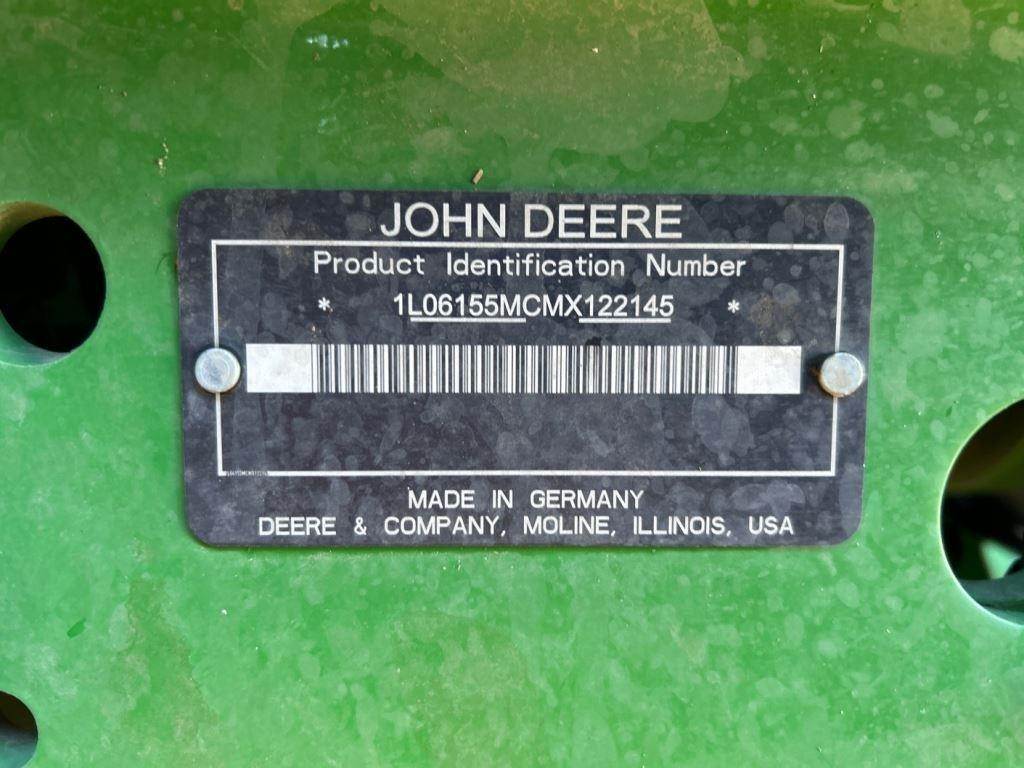 JOHN DEERE
Product Identification Number
* 1L06155MCMX122145 *
MADE IN GERMANY
DEERE & COMPANY, MOLINE, ILLINOIS, USA